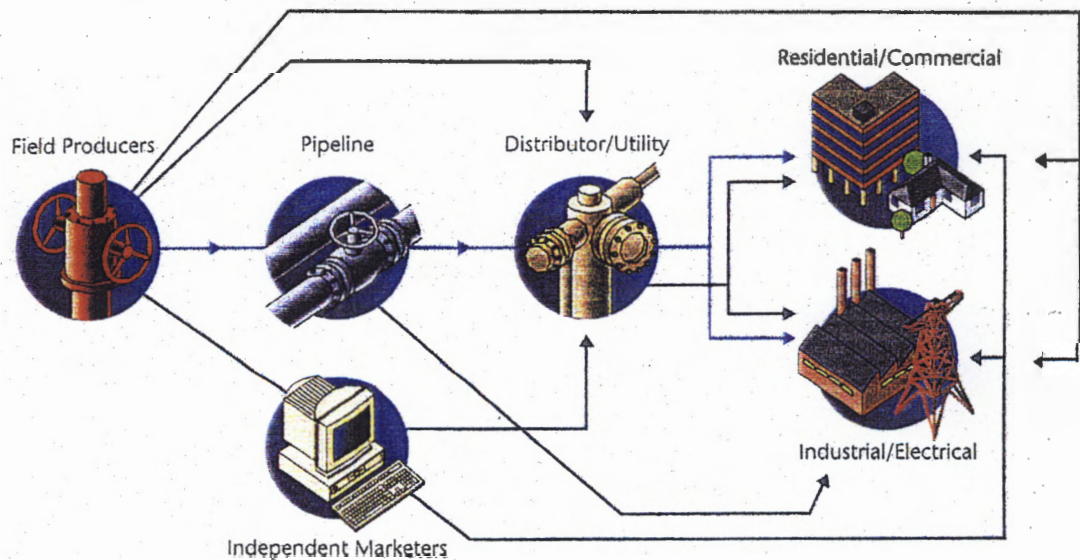 Residential/Commercial
Field Producers
Pipeline
Distributor/Utility
Industrial/Electrical
Independent Marketers